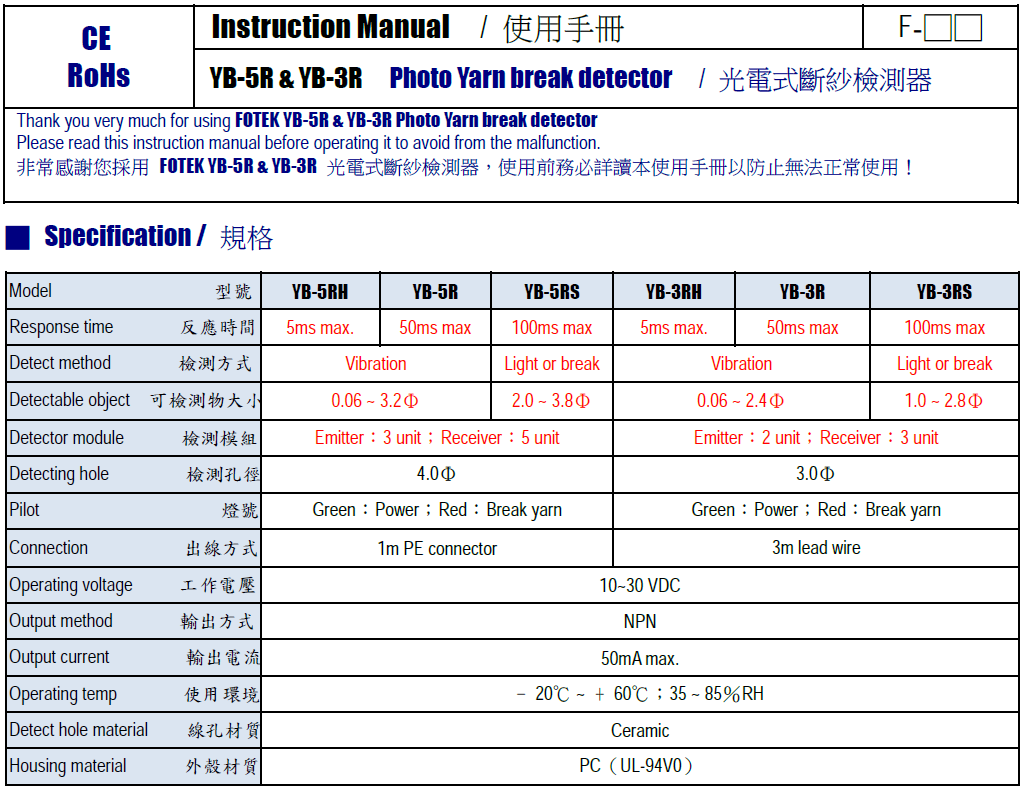 CE
RoHs
Instruction Manual / 使用手冊
F-□□
YB-5R & YB-3R Photo Yarn break detector / 光電式斷紗檢測器
Thank you very much for using FOTEK YB-5R & YB-3R Photo Yarn break detector
Please read this instruction manual before operating it to avoid from the malfunction.
非常感謝您採用 FOTEK YB-5R & YB-3R 光電式斷紗檢測器，使用前務必詳讀本使用手冊以防止無法正常使用！
■ Specification / 規格
Model 型號 YB-5RH YB-5R YB-5RS YB-3RH YB-3R YB-3RS
Response time 反應時間 5ms max. 50ms max 100ms max 5ms max. 50ms max 100ms max
Detect method 檢測方式 Vibration Light or break Vibration Light or break
Detectable object 可檢測物大小 0.06 ~ 3.2Φ 2.0 ~ 3.8Φ 0.06 ~ 2.4Φ 1.0 ~ 2.8Φ
Detector module 檢測模組 Emitter：3 unit；Receiver：5 unit Emitter：2 unit；Receiver：3 unit
Detecting hole 檢測孔徑 4.0Φ 3.0Φ
Pilot 燈號 Green：Power；Red：Break yarn Green：Power；Red：Break yarn
Connection 出線方式 1m PE connector 3m lead wire
Operating voltage 工作電壓 10~30 VDC
Output method 輸出方式 NPN
Output current 輸出電流 50mA max.
Operating temp 使用環境 － 20℃ ~ ＋ 60℃；35 ~ 85％RH
Detect hole material 線孔材質 Ceramic
Housing material 外殼材質 PC（UL-94V0）